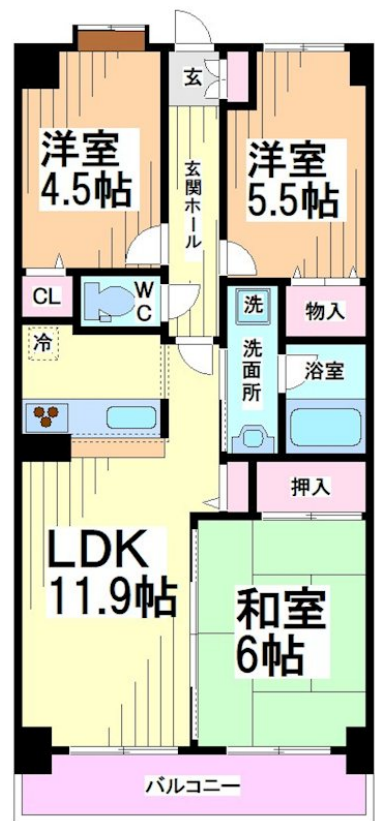 玄
洋室
4.5帖
洋室
5.5帖
玄関ホール
CL
WC
洗
物入
冷
洗面所
浴室
押入
LDK
11.9帖
和室
6帖
バルコニー